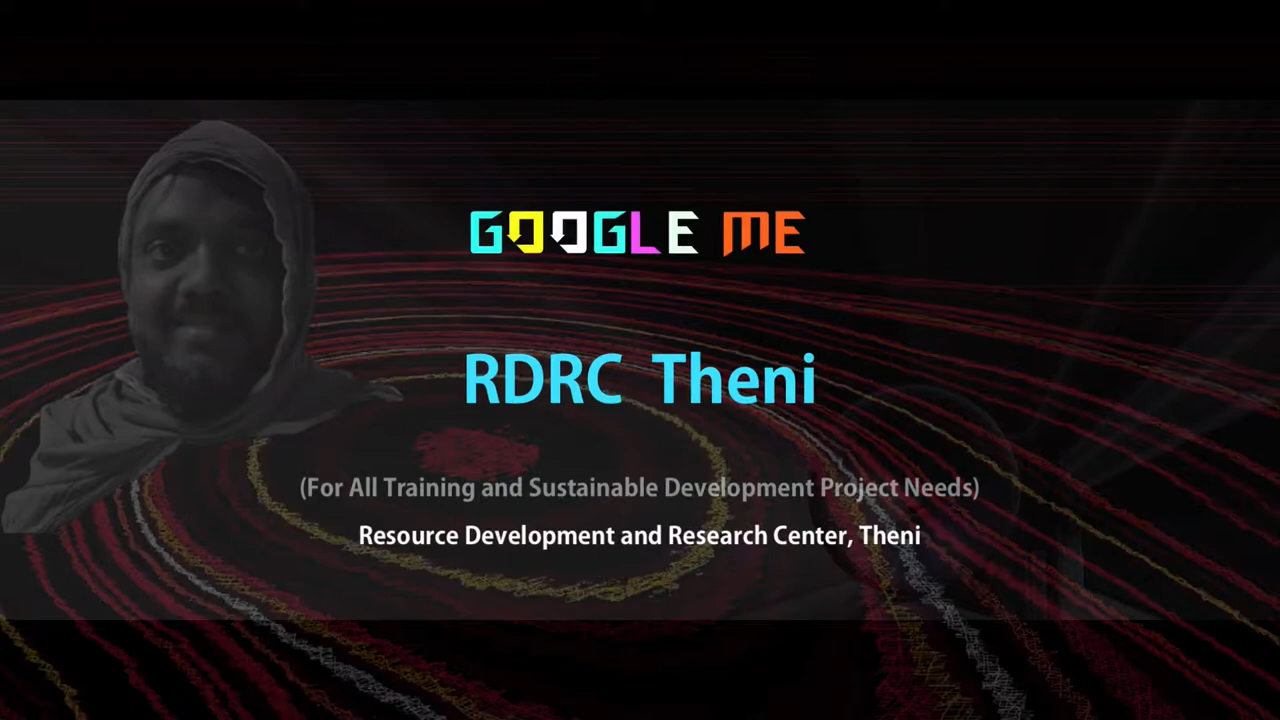 GOOGLE ME
RDRC Theni
(For All Training and Sustainable Development Project Needs)
Resource Development and Research Center, Theni